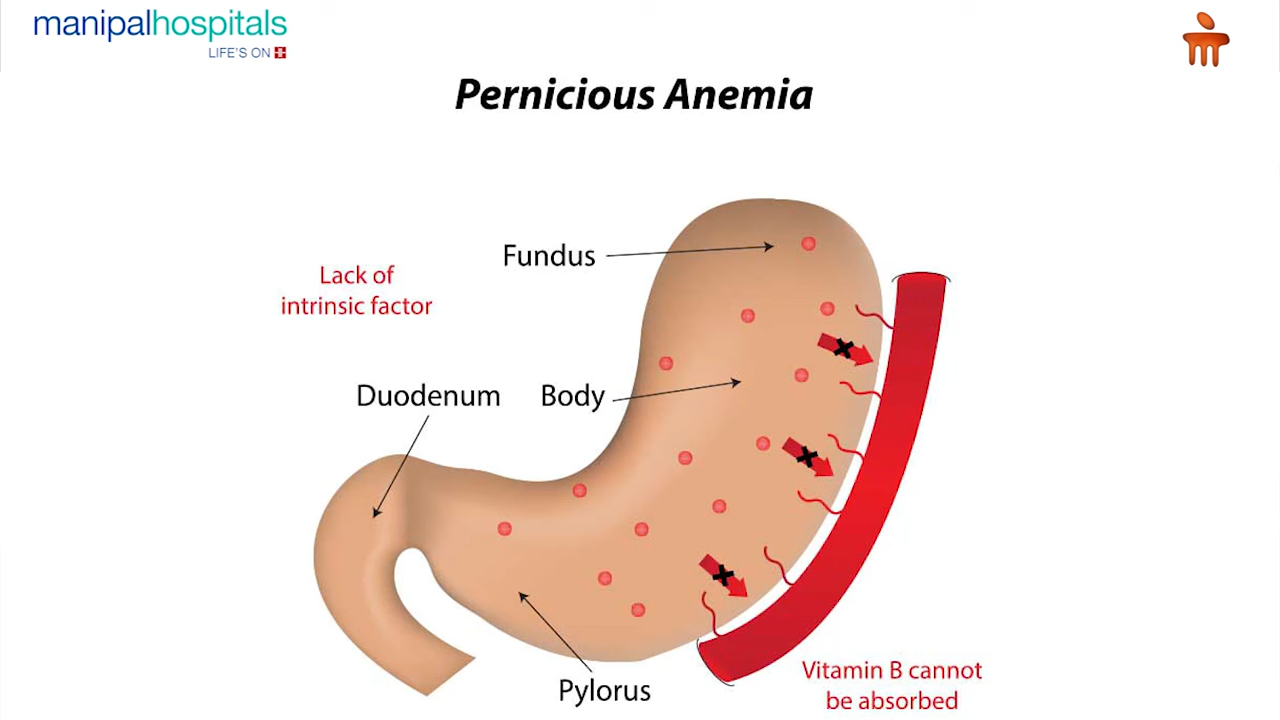 manipalhospitals
LIFE'S ON
Pernicious Anemia
Fundus
Lack of
intrinsic factor
Duodenum
Body
Pylorus
Vitamin B cannot
be absorbed